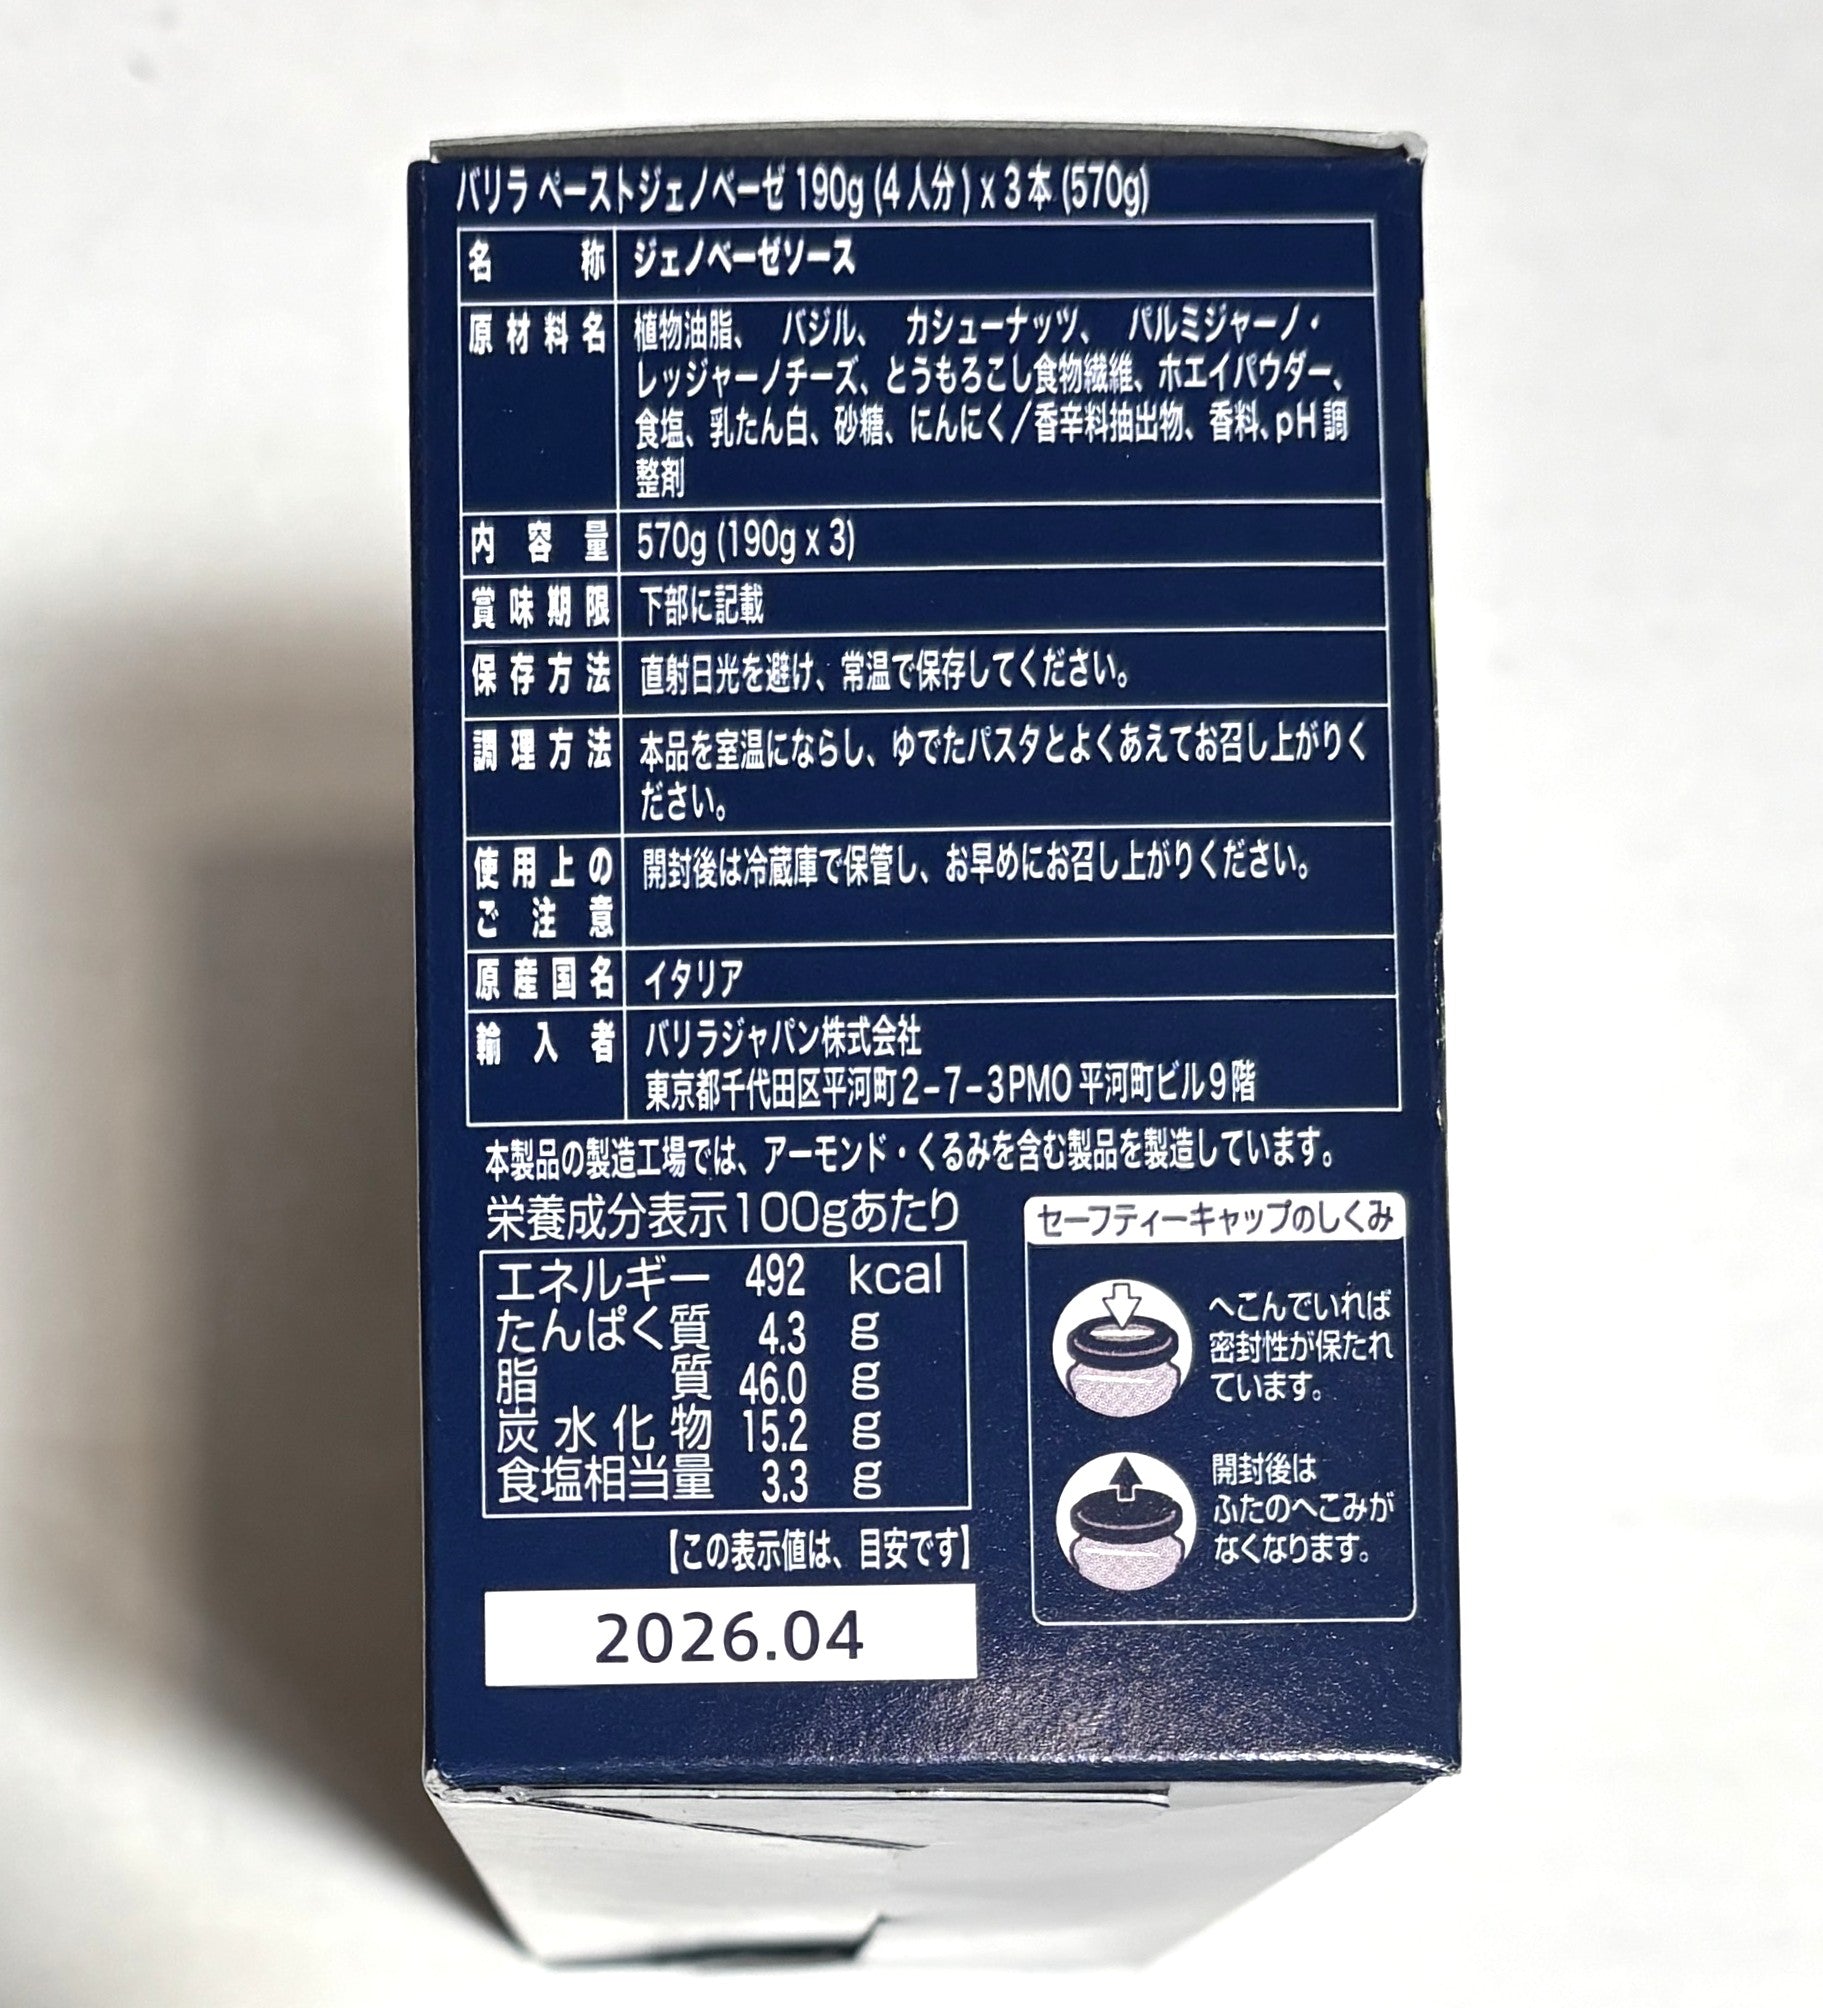 バリラ ペーストジェノベーゼ 190g (4 人分) x 3本 (570g)
名称 ジェノベーゼソース
原材料名 植物油脂、 バジル、 カシューナッツ、 パルミジャーノ・
レッジャーノチーズ、とうもろこし食物繊維、ホエイパウダー、
食塩、乳たん白、砂糖、にんにく/香辛料抽出物、香料、pH調
整剤
内容量 570g (190g x 3)
賞味期限 下部に記載
保存方法 直射日光を避け、常温で保存してください。
調理方法 本品を室温にならし、ゆでたパスタとよくあえてお召し上がりく
ださい。
使用上の 開封後は冷蔵庫で保管し、お早めにお召し上がりください。
ご注意
原産国名 イタリア
輸入者 バリラジャパン株式会社
東京都千代田区平河町2-7-3PMO 平河町ビル9階
本製品の製造工場では、アーモンド・くるみを含む製品を製造しています。
栄養成分表示100gあたり
エネルギー 492 kcal
たんぱく質 4.3 g
脂質 46.0 g
炭水化物 15.2 g
食塩相当量 3.3 g
【この表示値は、目安です】
2026.04
セーフティーキャップのしくみ
へこんでいれば
密封性が保たれ
ています。
開封後は
ふたのへこみが
なくなります。